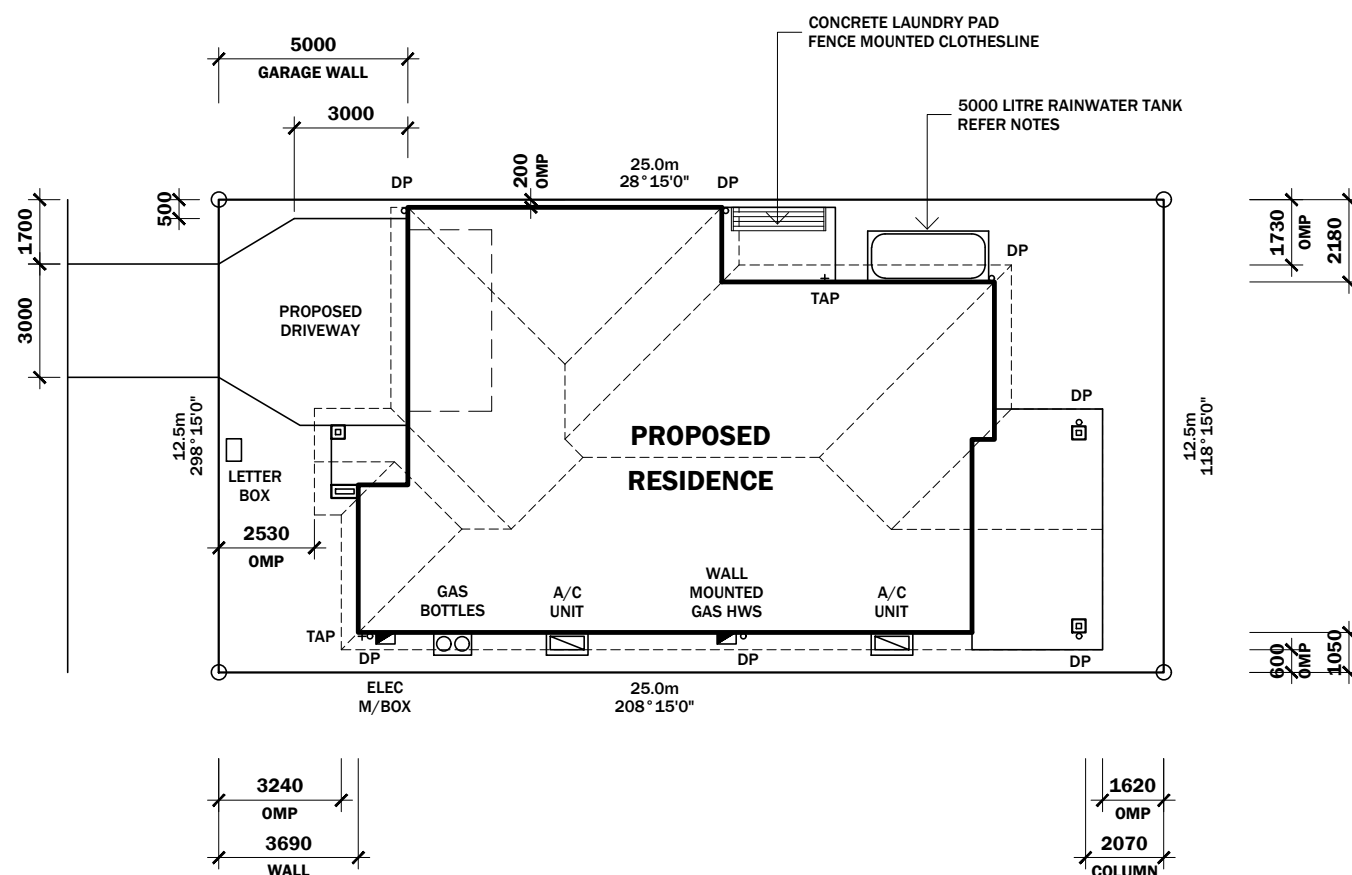 CONCRETE LAUNDRY PAD
FENCE MOUNTED CLOTHESLINE
5000
GARAGE WALL
3000
5000 LITRE RAINWATER TANK
REFER NOTES
200
OMP
25.0m
28°15'0"
DP
DP
500
1700
3000
1730
OMP
2180
DP
TAP
PROPOSED
DRIVEWAY
DP
12.5m
298°15'0"
12.5m
118°15'0"
PROPOSED
RESIDENCE
LETTER
BOX
2530
OMP
GAS
BOTTLES
A/C
UNIT
WALL
MOUNTED
GAS HWS
A/C
UNIT
TAP
DP
DP
DP
600
OMP
1050
ELEC
M/BOX
25.0m
208°15'0"
3240
OMP
3690
WALL
1620
OMP
2070
COLUMN